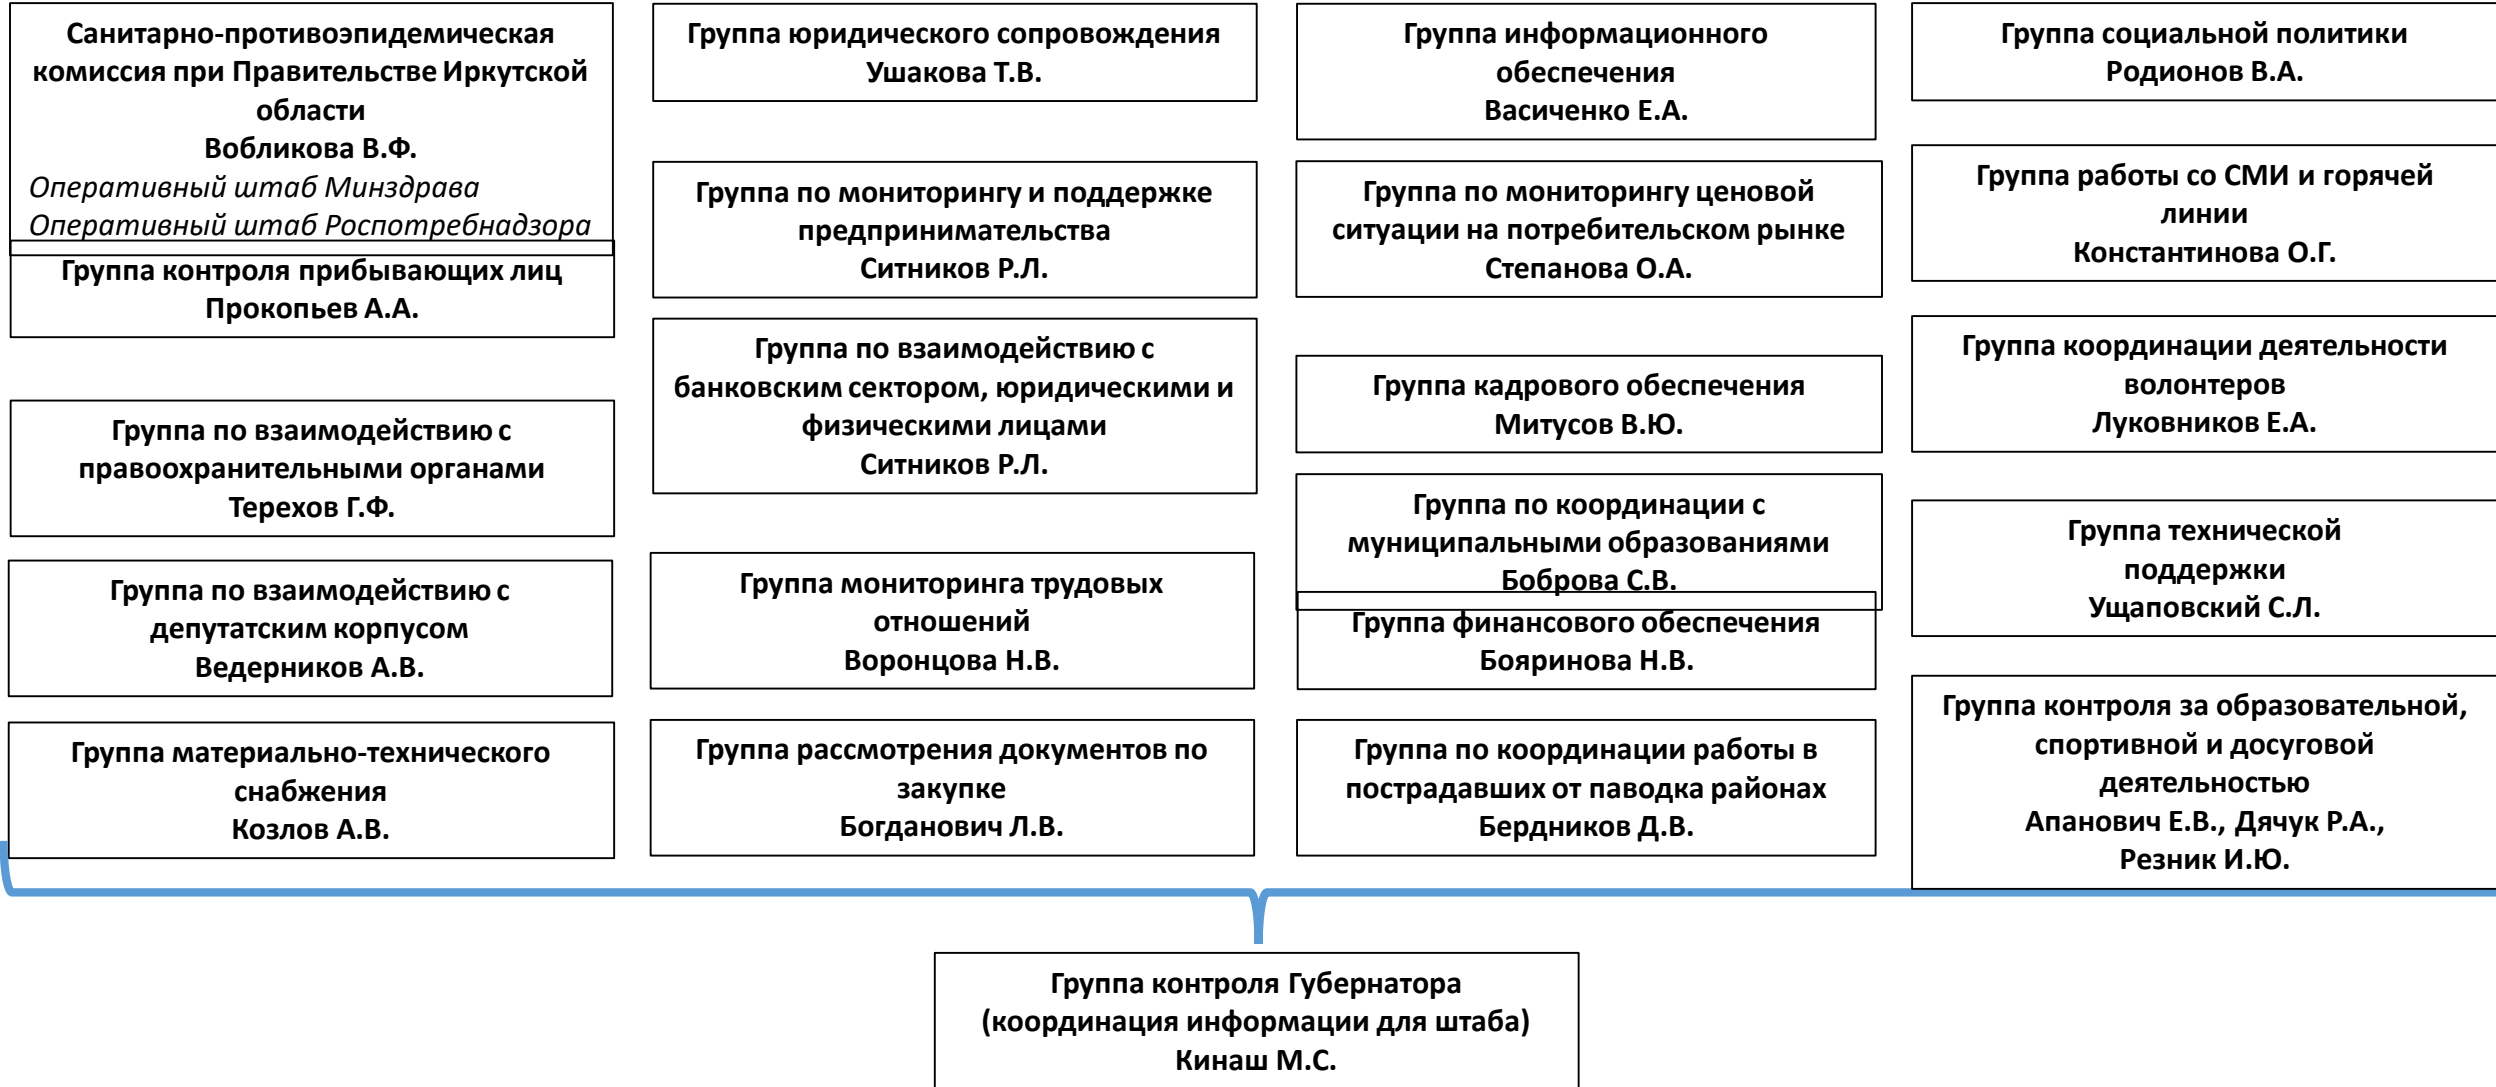 Санитарно-противоэпидемическая
комиссия при Правительстве Иркутской
области
Вобликова В.Ф.
Оперативный штаб Минздрава
Оперативный штаб Роспотребнадзора
Группа контроля прибывающих лиц
Прокопьев А.А.
Группа по взаимодействию с
правоохранительными органами
Терехов Г.Ф.
Группа по взаимодействию с
депутатским корпусом
Ведерников А.В.
Группа материально-технического
снабжения
Козлов А.В.
Группа юридического сопровождения
Ушакова Т.В.
Группа по мониторингу и поддержке
предпринимательства
Ситников Р.Л.
Группа по взаимодействию с
банковским сектором, юридическими и
физическими лицами
Ситников Р.Л.
Группа мониторинга трудовых
отношений
Воронцова Н.В.
Группа рассмотрения документов по
закупке
Богданович Л.В.
Группа информационного
обеспечения
Васиченко Е.А.
Группа по мониторингу ценовой
ситуации на потребительском рынке
Степанова О.А.
Группа кадрового обеспечения
Митусов В.Ю.
Группа по координации с
муниципальными образованиями
Боброва С.В.
Группа финансового обеспечения
Бояринова Н.В.
Группа по координации работы в
пострадавших от паводка районах
Бердников Д.В.
Группа социальной политики
Родионов В.А.
Группа работы со СМИ и горячей
линии
Константинова О.Г.
Группа координации деятельности
волонтеров
Луковников Е.А.
Группа технической
поддержки
Ущаповский С.Л.
Группа контроля за образовательной,
спортивной и досуговой
деятельностью
Апанович Е.В., Дячук Р.А.,
Резник И.Ю.
Группа контроля Губернатора
(координация информации для штаба)
Кинаш М.С.